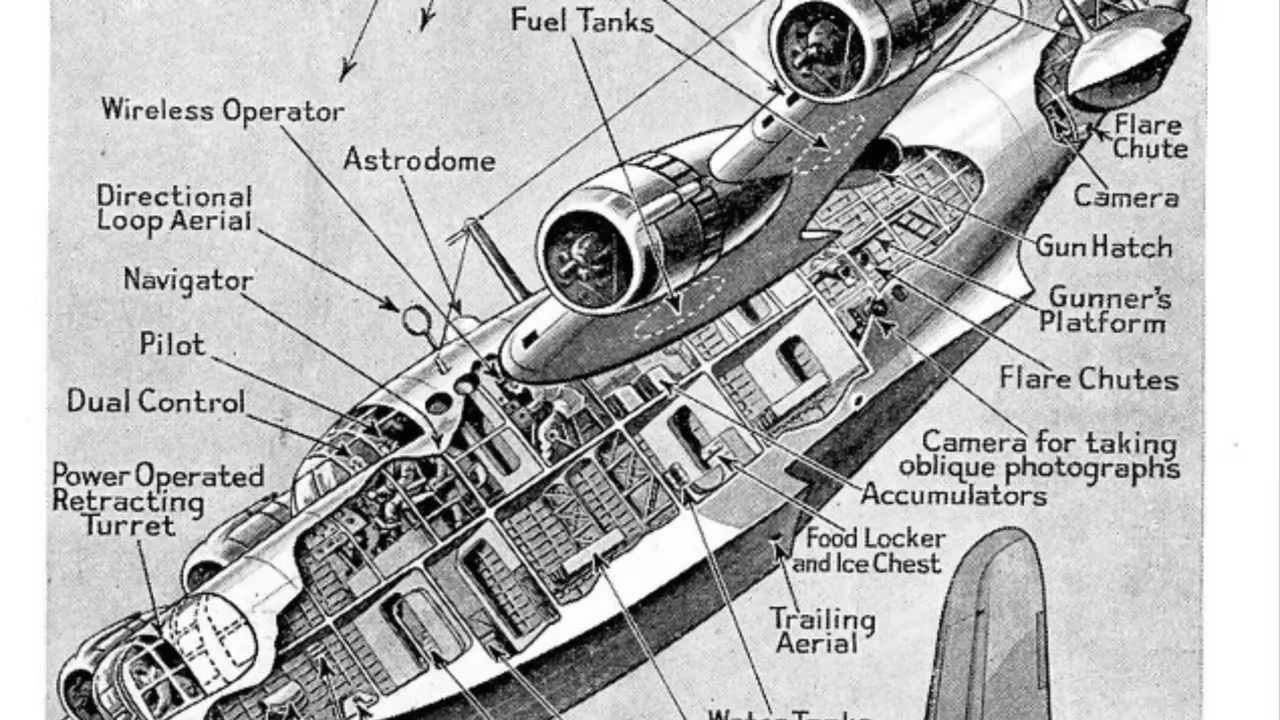 Fuel Tanks
Wireless Operator
Astrodome
Directional
Loop Aerial
Navigator
Pilot
Dual Control
Power Operated
Retracting
Turret
Flare
Chute
Camera
Gun Hatch
Gunner's
Platform
Flare Chutes
Camera for taking
oblique photographs
Accumulators
Food Locker
and Ice Chest
Trailing
Aerial
Water Tanks